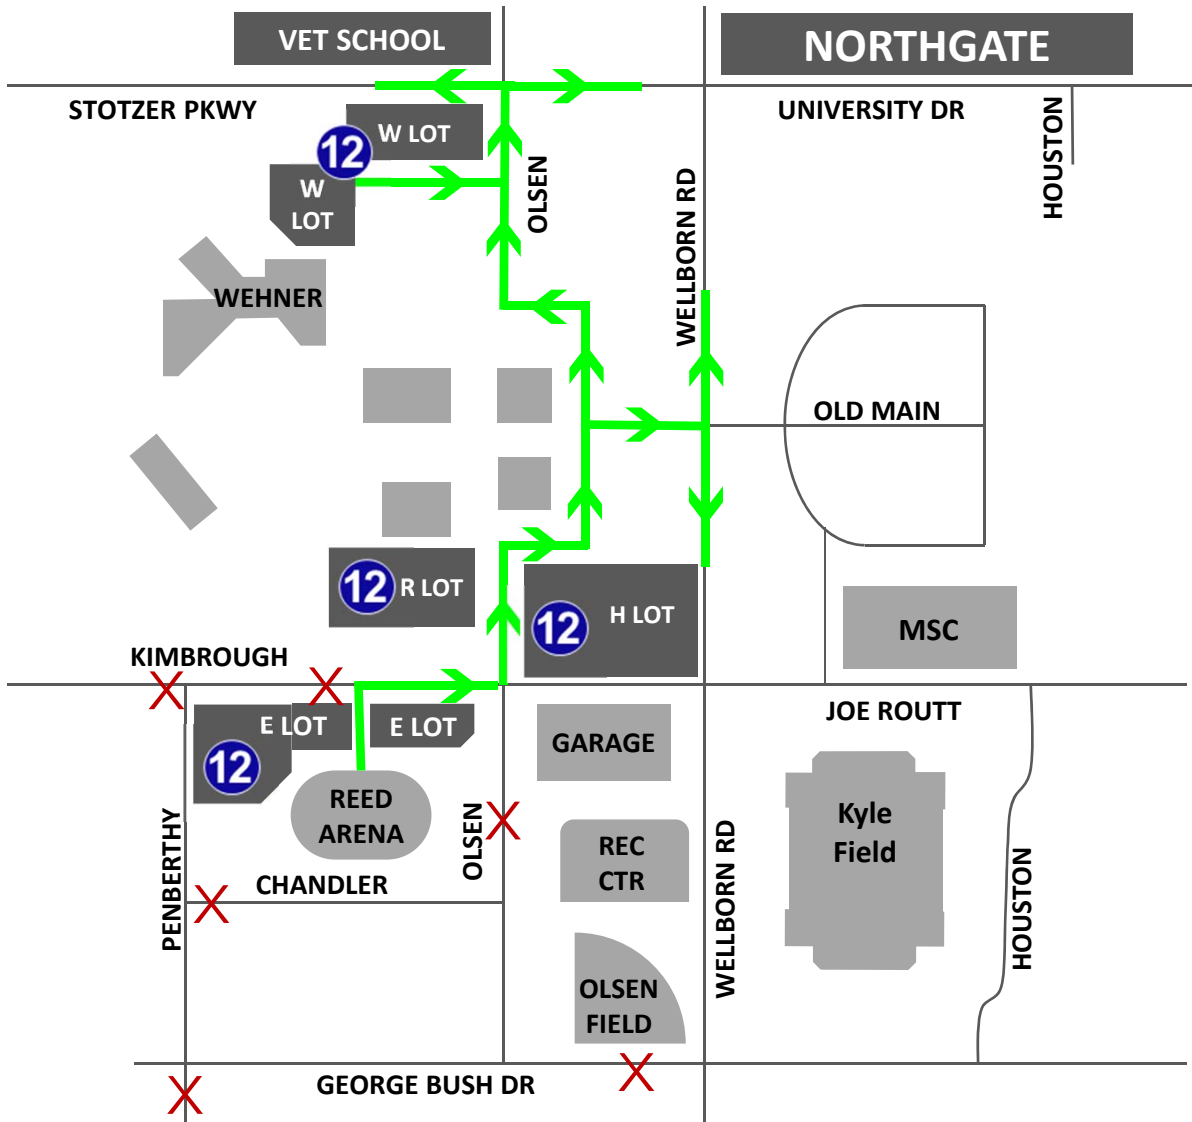 VET SCHOOL
NORTHGATE
STOTZER PKWY
W LOT
UNIVERSITY DR
HOUSTON
12
W
LOT
OLSEN
WELLBORN RD
WEHNER
OLD MAIN
12
R LOT
12
H LOT
MSC
KIMBROUGH
E LOT
E LOT
JOE ROUTT
GARAGE
12
REED
ARENA
PENBERTHY
OLSEN
Kyle
Field
REC
CTR
WELLBORN RD
HOUSTON
CHANDLER
OLSEN
FIELD
GEORGE BUSH DR